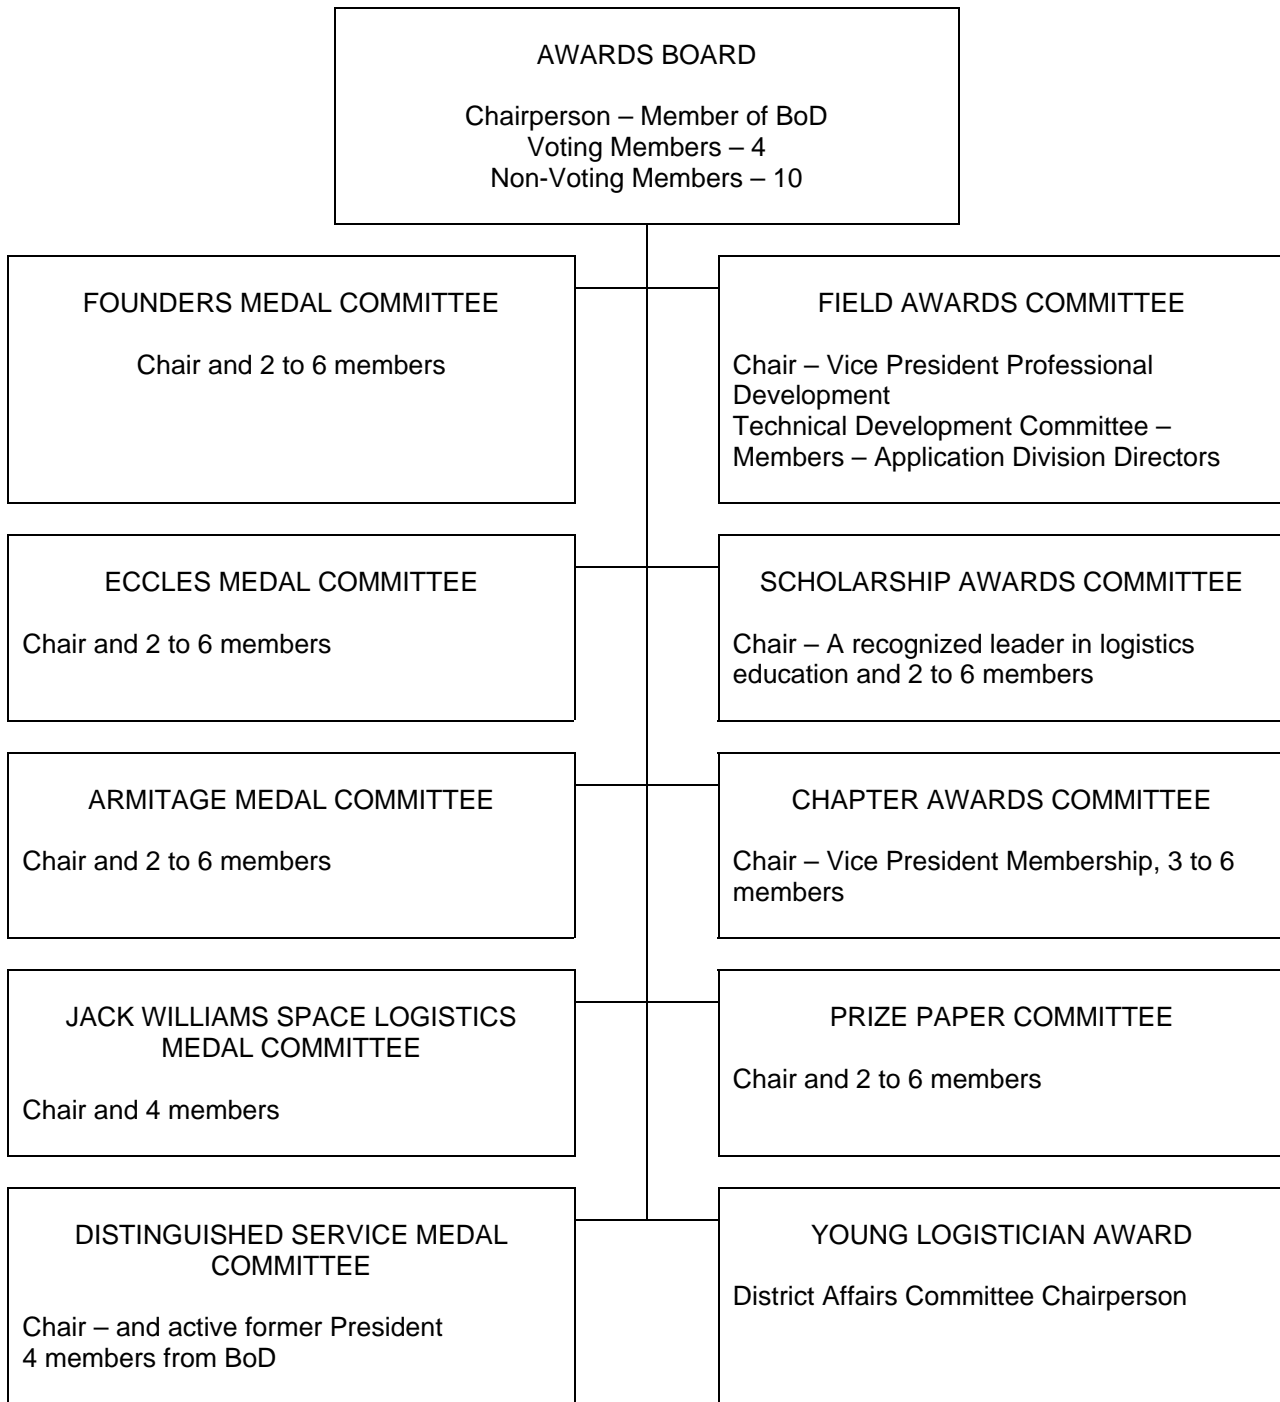 AWARDS BOARD
Chairperson – Member of BoD
Voting Members – 4
Non-Voting Members – 10
FOUNDERS MEDAL COMMITTEE
Chair and 2 to 6 members
FIELD AWARDS COMMITTEE
Chair – Vice President Professional
Development
Technical Development Committee –
Members – Application Division Directors
ECCLES MEDAL COMMITTEE
Chair and 2 to 6 members
SCHOLARSHIP AWARDS COMMITTEE
Chair – A recognized leader in logistics
education and 2 to 6 members
ARMITAGE MEDAL COMMITTEE
Chair and 2 to 6 members
CHAPTER AWARDS COMMITTEE
Chair – Vice President Membership, 3 to 6
members
JACK WILLIAMS SPACE LOGISTICS
MEDAL COMMITTEE
Chair and 4 members
PRIZE PAPER COMMITTEE
Chair and 2 to 6 members
DISTINGUISHED SERVICE MEDAL
COMMITTEE
Chair – and active former President
4 members from BoD
YOUNG LOGISTICIAN AWARD
District Affairs Committee Chairperson